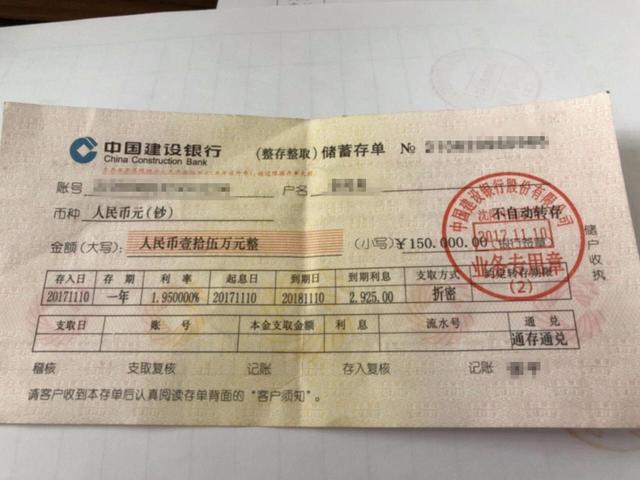 中国建设银行 (整存整取) 储蓄存单 №
China Construction Bank
账号 户名
币种 人民币元(钞) 不自动转存
金额(大写): 人民币壹拾伍万元整 (小写) ¥150,000.00
存入日 存期 利率 起息日 到期日 到期利息 支取方式 约定转存期限
20171110 一年 1.950000% 20171110 20181110 2,925.00 折密
支取日 账号 本金支取金额 利息 流水号 通兑
通存通兑
稽核 支取复核 记账 存入复核 记账
请客户收到本存单后认真阅读存单背面的“客户须知”。
储户收执
中国建设银行股份有限公司
沈阳
2017.11.10
业务专用章
(2)